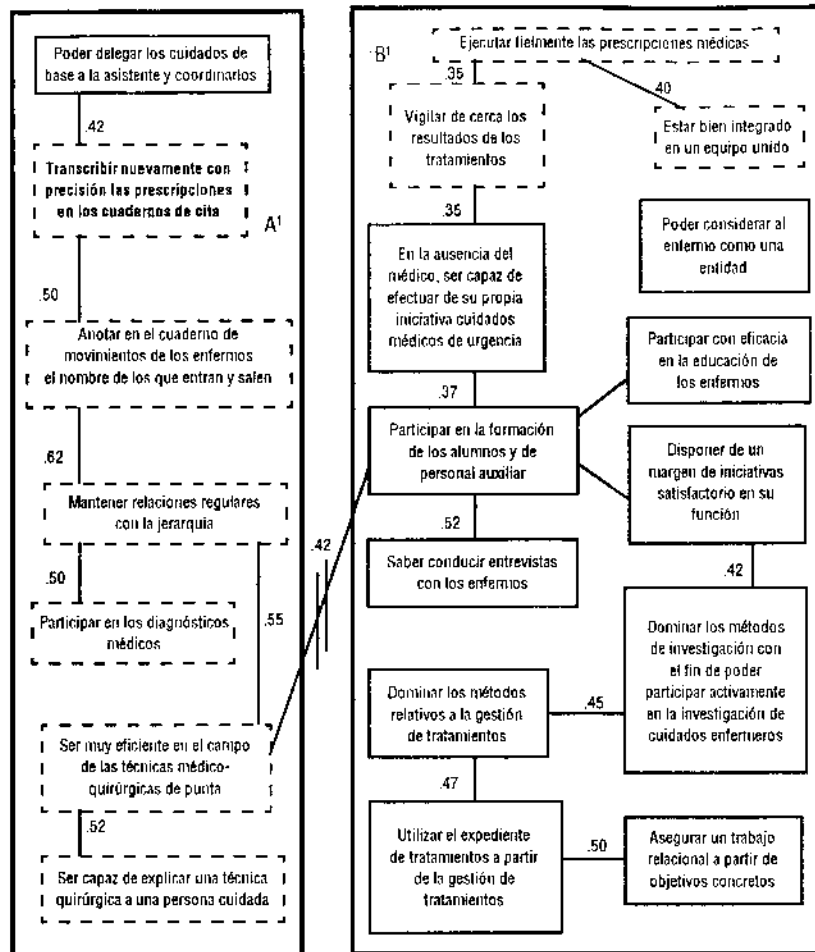 Poder delegar los cuidados de
base a la asistente y coordinarlos
.42
Transcribir nuevamente con
precisión las prescripciones
en los cuadernos de cita
A¹
.50
Anotar en el cuaderno de
movimientos de los enfermos
el nombre de los que entran y salen
.62
Mantener relaciones regulares
con la jerarquia
.50
.55
Participar en los diagnósticos
médicos
Ser muy eficiente en el campo
de las técnicas médico-
quirúrgicas de punta
.52
Ser capaz de explicar una técnica
quirúrgica a una persona cuidada
.42
B¹
Ejecutar fielmente las prescripciones médicas
.35
.40
Vigilar de cerca los
resultados de los
tratamientos
Estar bien integrado
en un equipo unido
.35
Poder considerar al
enfermo como una
entidad
En la ausencia del
médico, ser capaz de
efectuar de su propia
iniciativa cuidados
médicos de urgencia
Participar con eficacia
en la educación de
los enfermos
.37
Participar en la formación
de los alumnos y de
personal auxiliar
Disponer de un
margen de iniciativas
satisfactorio en su
función
.52
Saber conducir entrevistas
con los enfermos
.42
Dominar los métodos
de investigación con
el fin de poder
participar activamente
en la investigación de
cuidados enfermeros
Dominar los métodos
relativos a la gestión
de tratamientos
.45
.47
Utilizar el expediente
de tratamientos a partir
de la gestión de
tratamientos
.50
Asegurar un trabajo
relacional a partir de
objetivos concretos